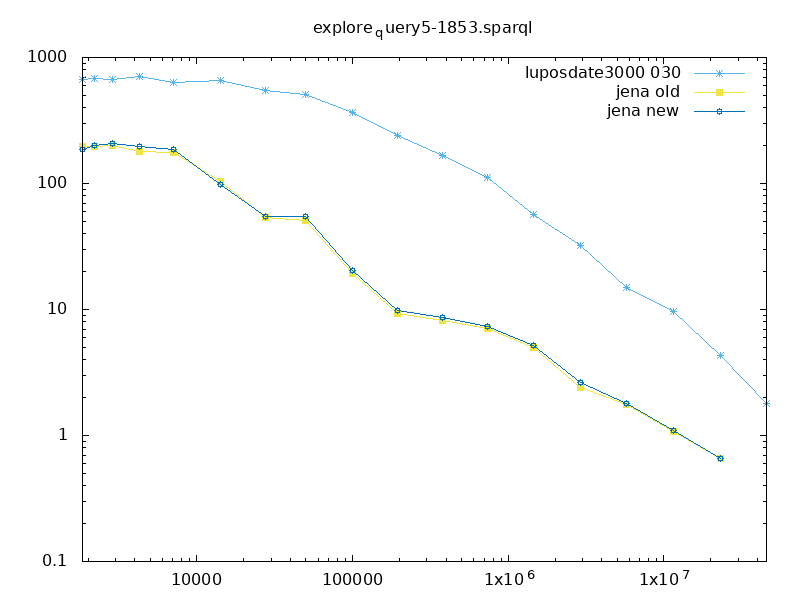 explore_query5-1853.sparql
luposdate3000 030
jena old
jena new
1000
100
10
1
0.1
10000 100000 1x10^6 1x10^7